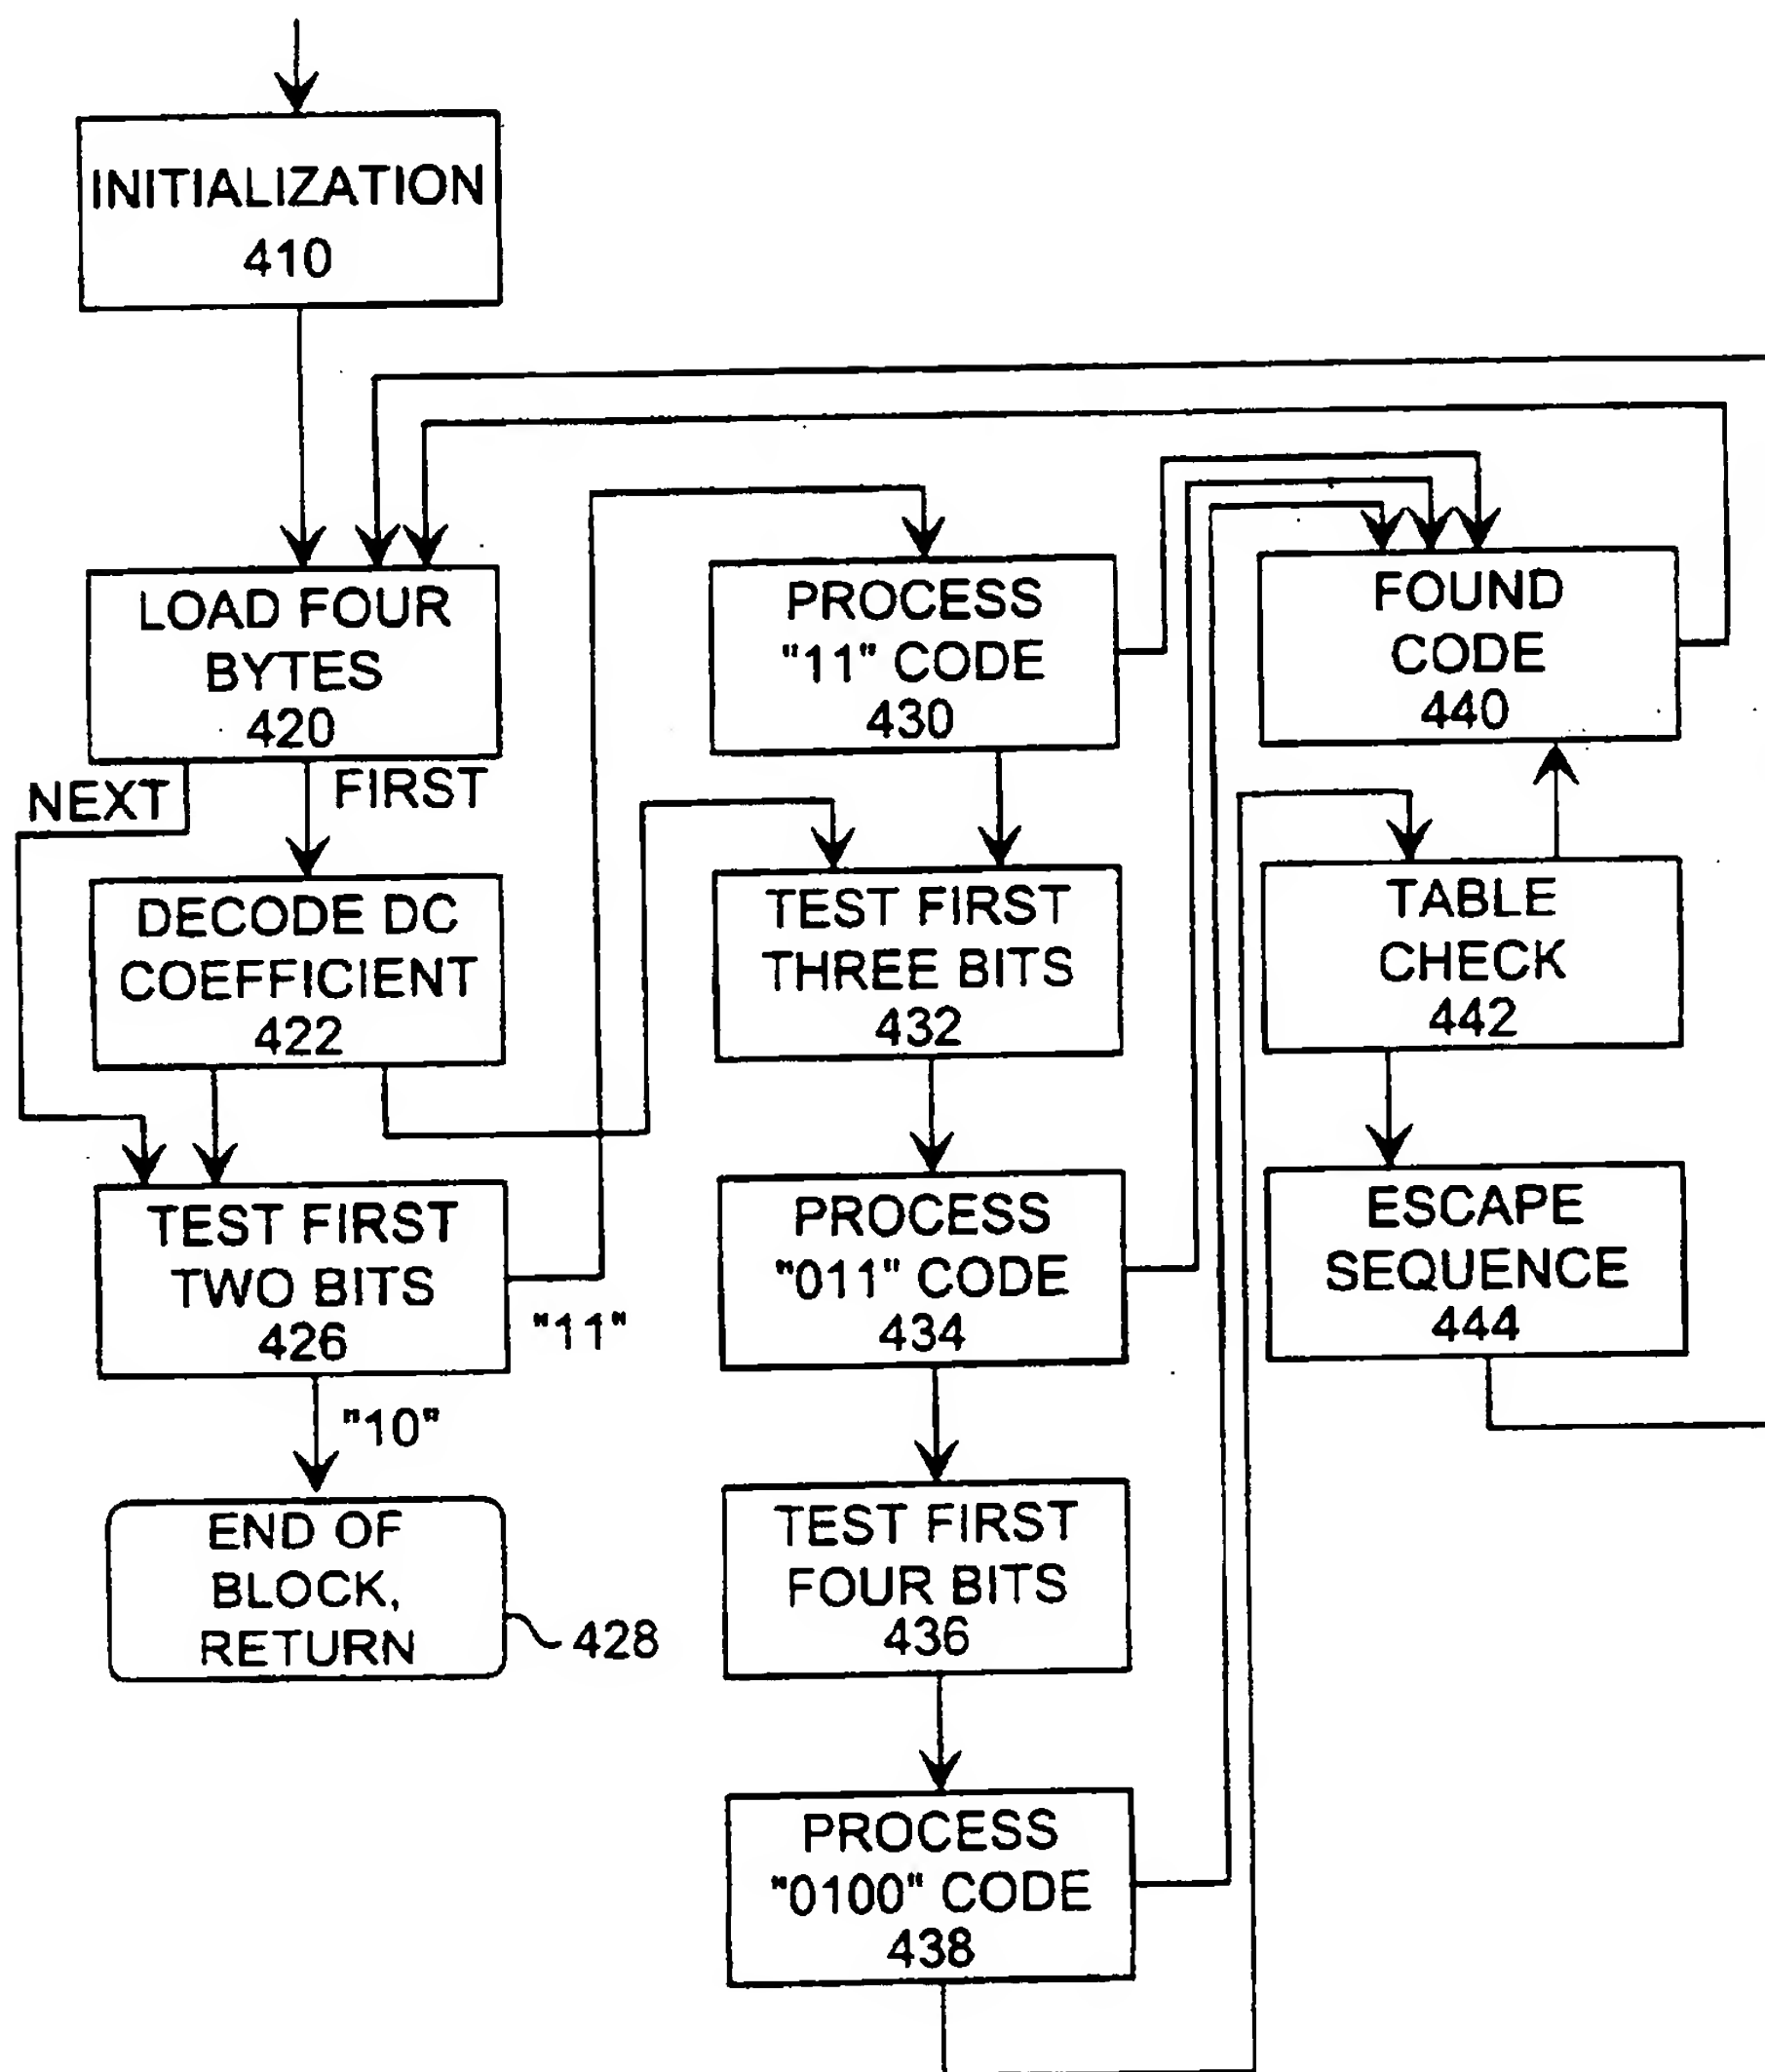 INITIALIZATION
410
LOAD FOUR
BYTES
420
NEXT
FIRST
DECODE DC
COEFFICIENT
422
TEST FIRST
TWO BITS
426
"11"
"10"
END OF
BLOCK,
RETURN
428
PROCESS
"11" CODE
430
TEST FIRST
THREE BITS
432
PROCESS
"011" CODE
434
TEST FIRST
FOUR BITS
436
PROCESS
"0100" CODE
438
FOUND
CODE
440
TABLE
CHECK
442
ESCAPE
SEQUENCE
444